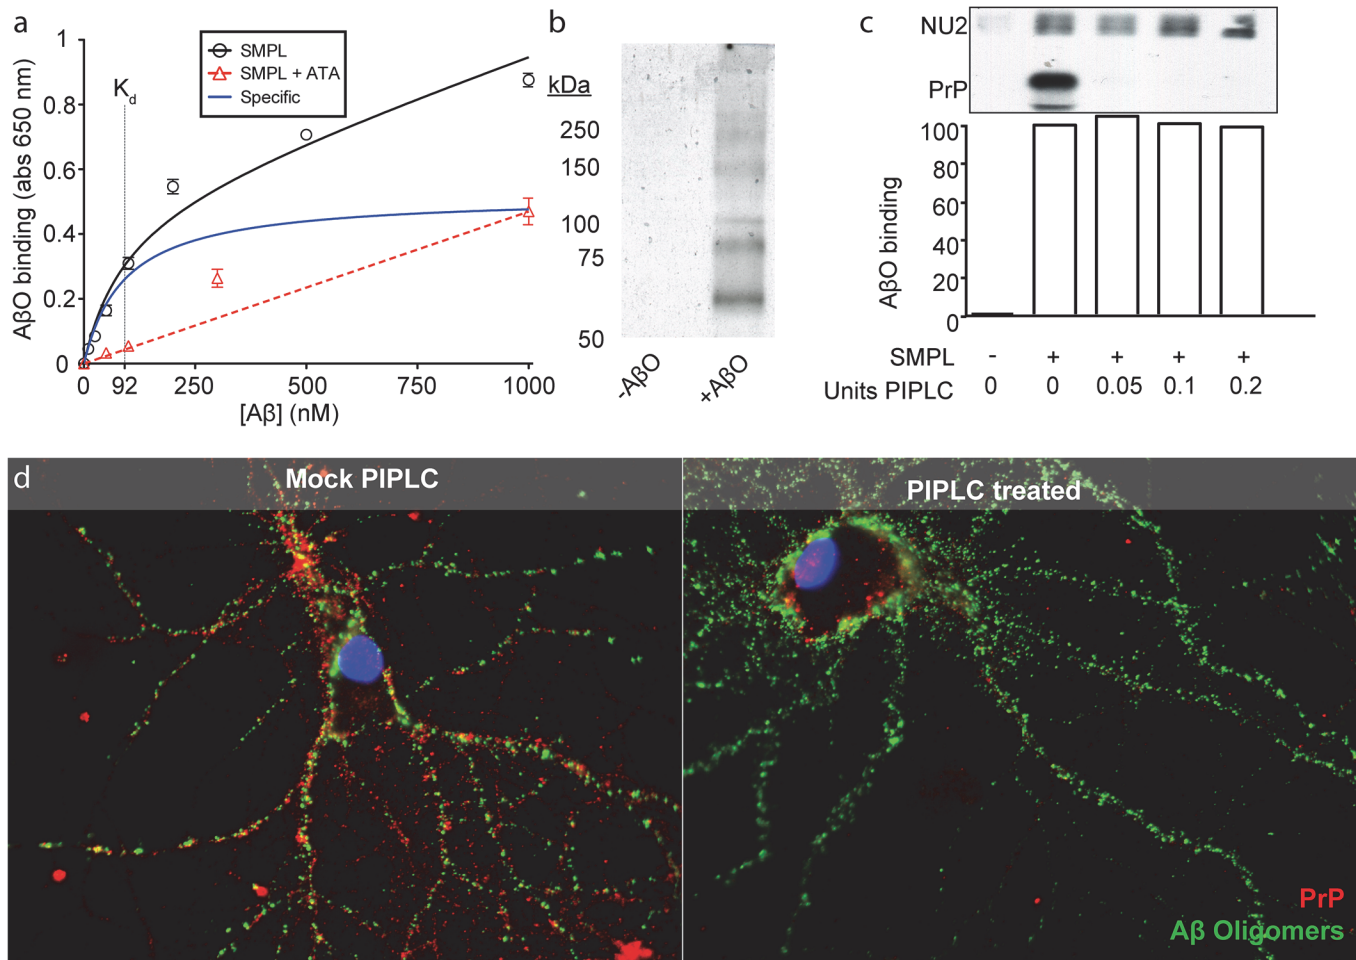 a
AβO binding (abs 650 nm)
1
0.8
0.6
0.4
0.2
0
K_d
SMPL
SMPL + ATA
Specific
0 92 250 500 750 1000
[Aβ] (nM)
b
kDa
250
150
100
75
50
-AβO +AβO
c
NU2
PrP
AβO binding
100
80
60
40
20
0
SMPL - + + + +
Units PIPLC 0 0 0.05 0.1 0.2
d
Mock PIPLC
PIPLC treated
PrP
Aβ Oligomers